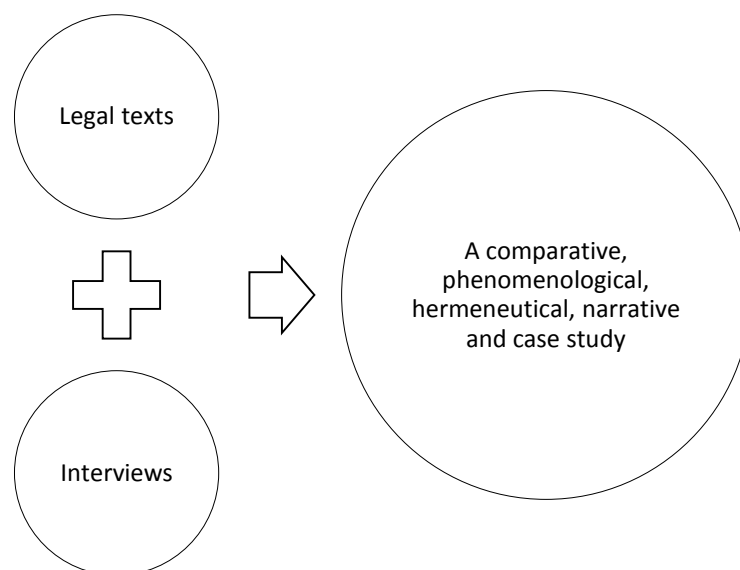 Legal texts
A comparative,
phenomenological,
hermeneutical, narrative
and case study
Interviews